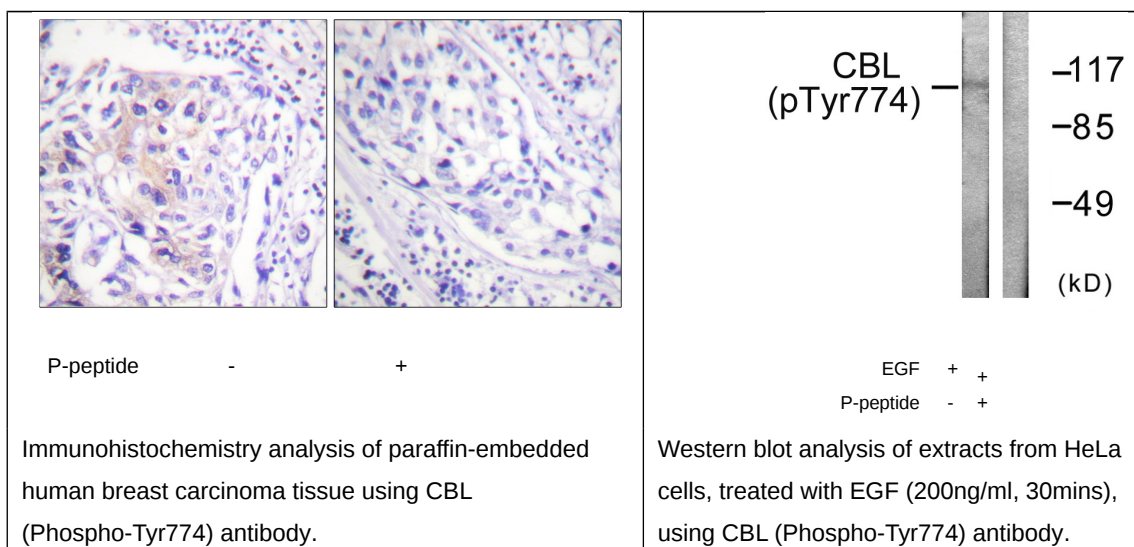 P-peptide - +
Immunohistochemistry analysis of paraffin-embedded
human breast carcinoma tissue using CBL
(Phospho-Tyr774) antibody.
CBL
(pTyr774)
–117
–85
–49
(kD)
EGF + +
P-peptide - +
Western blot analysis of extracts from HeLa
cells, treated with EGF (200ng/ml, 30mins),
using CBL (Phospho-Tyr774) antibody.